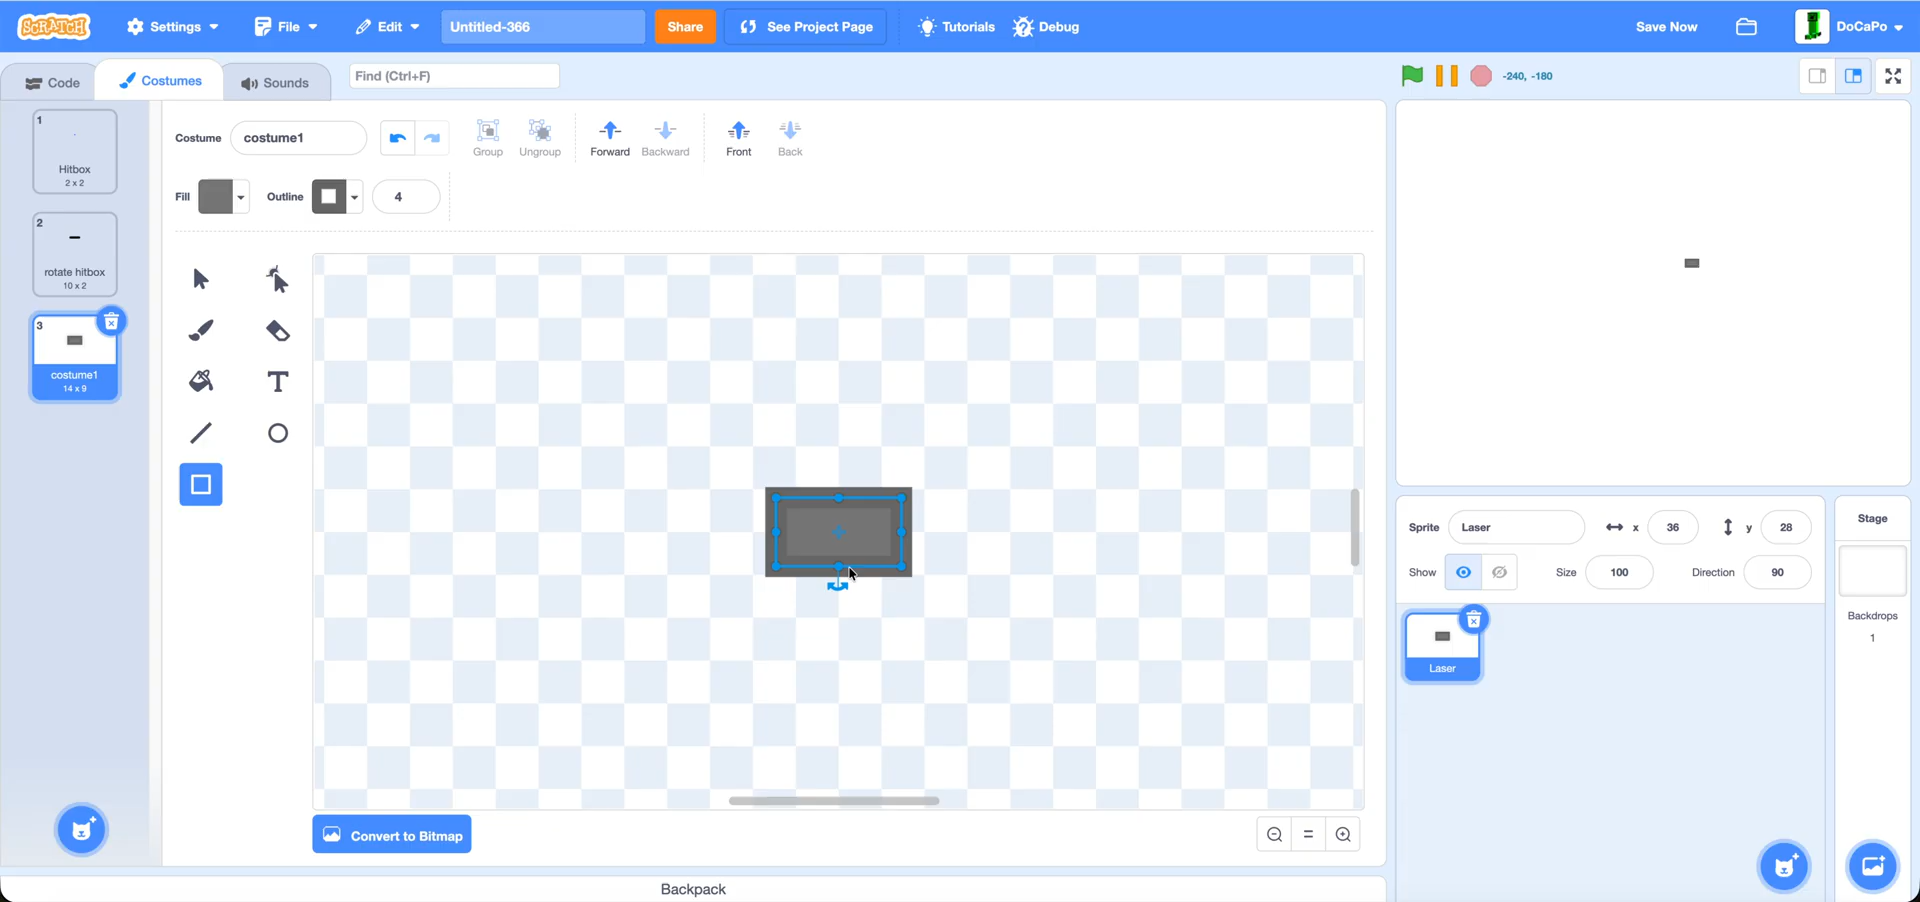 SCRATCH Settings File Edit Untitled-366 Share See Project Page Tutorials Debug Save Now DoCaPo
Code Costumes Sounds Find (Ctrl+F) -240, -180
1
Hitbox
2 x 2
2
rotate hitbox
10 x 2
3
costume1
14 x 9
Costume costume1 Group Ungroup Forward Backward Front Back
Fill Outline 4
T
Convert to Bitmap
Backpack
Sprite Laser x 36 y 28
Show Size 100 Direction 90
Laser
Stage
Backdrops
1